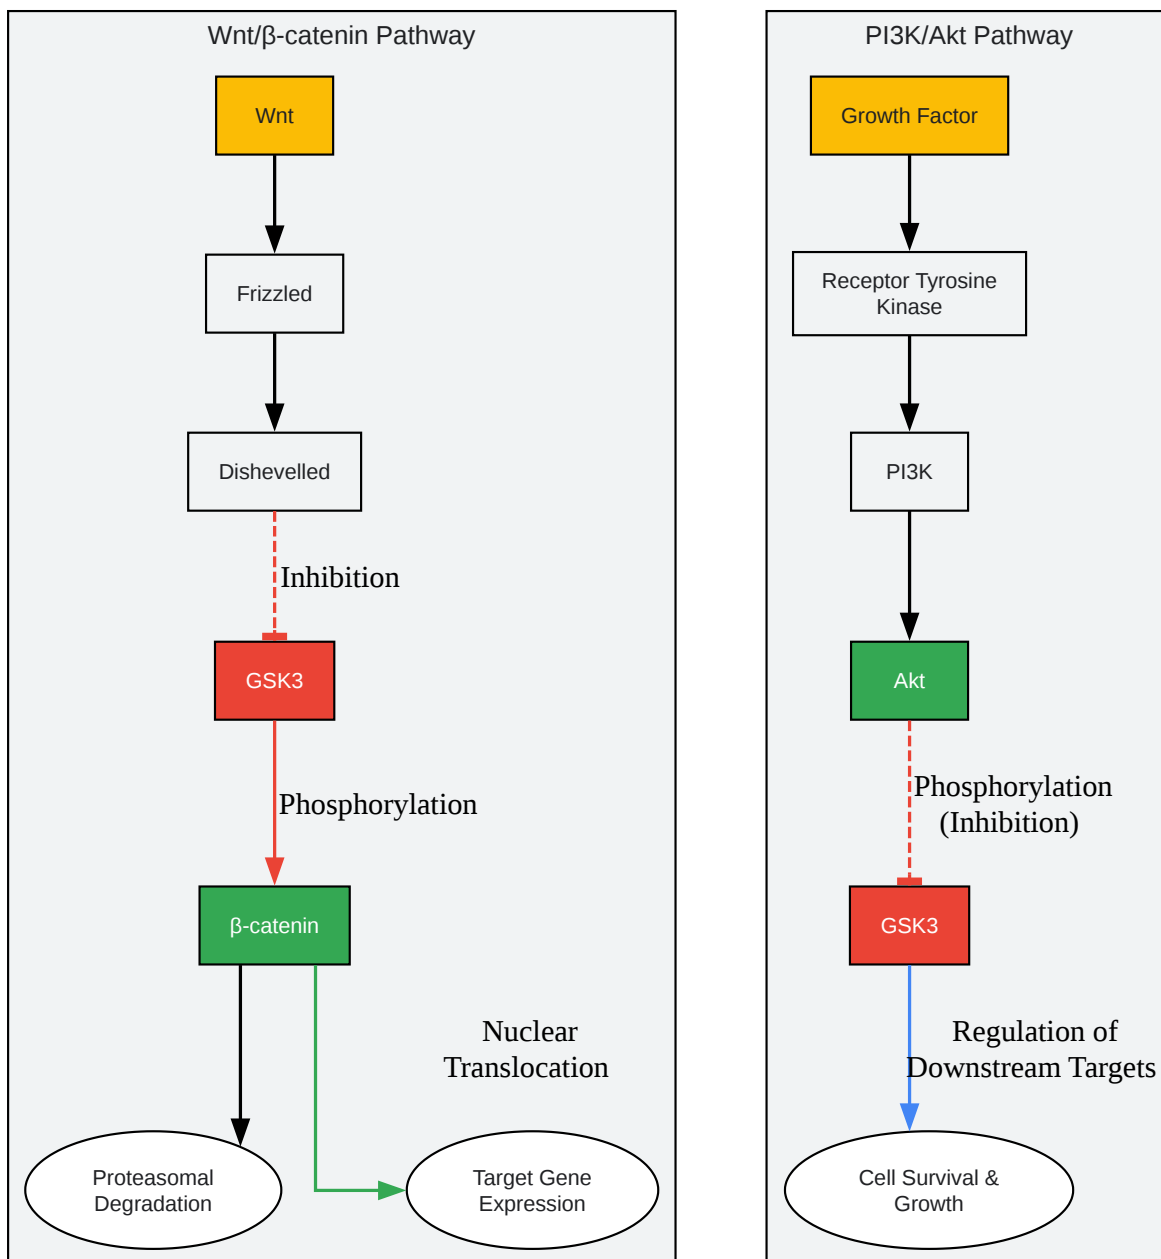 Wnt/β-catenin Pathway
Wnt
Frizzled
Dishevelled
Inhibition
GSK3
Phosphorylation
β-catenin
Nuclear
Translocation
Proteasomal
Degradation
Target Gene
Expression
PI3K/Akt Pathway
Growth Factor
Receptor Tyrosine
Kinase
PI3K
Akt
Phosphorylation
(Inhibition)
GSK3
Regulation of
Downstream Targets
Cell Survival &
Growth